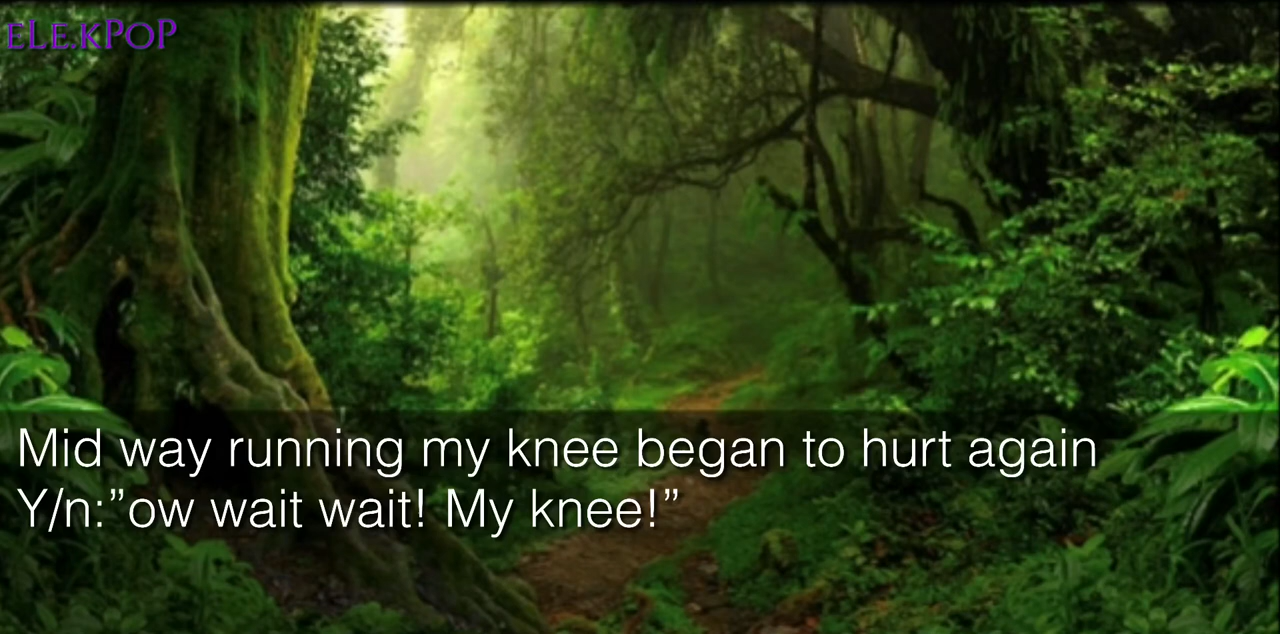 eLe.kPoP
Mid way running my knee began to hurt again
Y/n:”ow wait wait! My knee!”